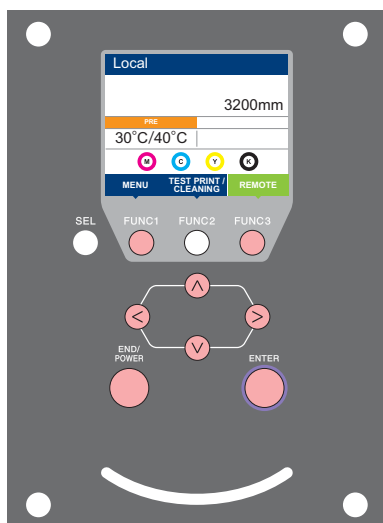 Local
3200mm
PRE
30˚C/40˚C
M C Y K
MENU TEST PRINT / CLEANING REMOTE
SEL FUNC1 FUNC2 FUNC3
END/
POWER
ENTER